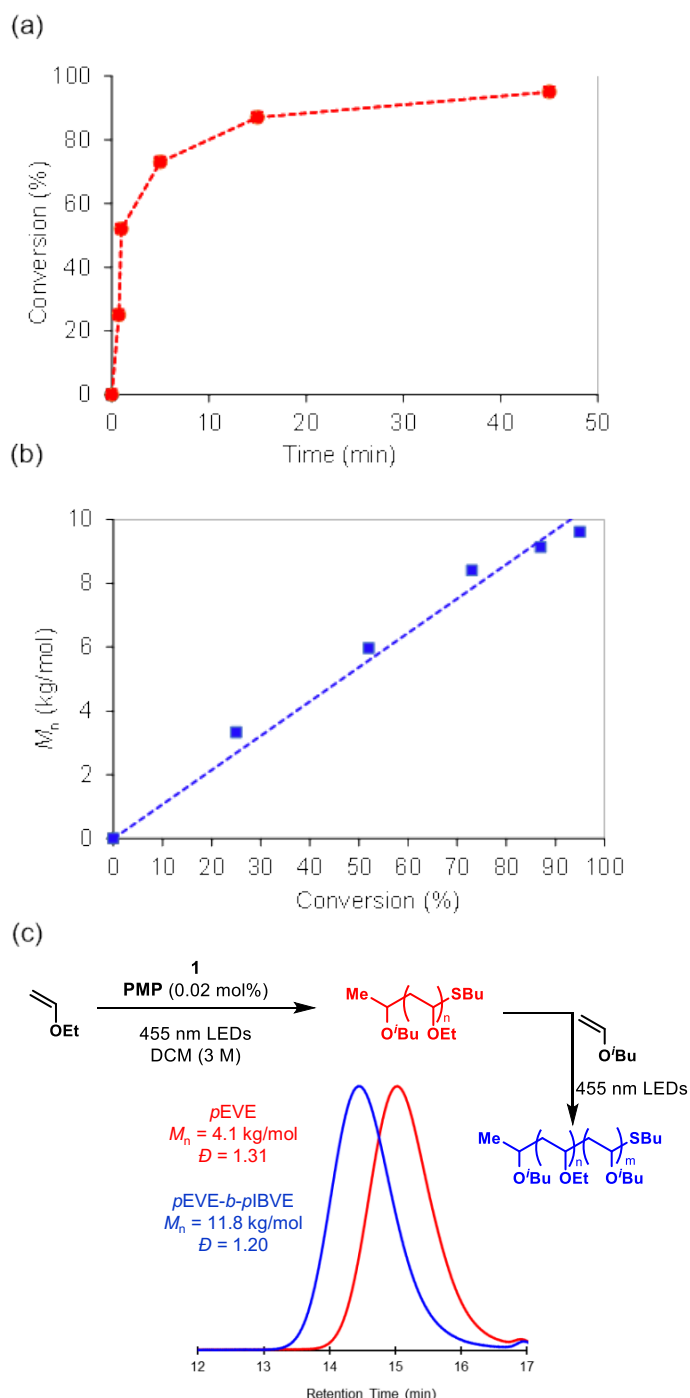 (a)
100
80
60
40
20
0
Conversion (%)
0 10 20 30 40 50
Time (min)
(b)
10
8
6
4
2
0
Mn (kg/mol)
0 10 20 30 40 50 60 70 80 90 100
Conversion (%)
(c)
OEt
1
PMP (0.02 mol%)
455 nm LEDs
DCM (3 M)
Me
SBu
n
OiBu
OEt
OiBu
455 nm LEDs
Me
SBu
n
m
OiBu
OEt
OiBu
pEVE
Mn = 4.1 kg/mol
Đ = 1.31
pEVE-b-pIBVE
Mn = 11.8 kg/mol
Đ = 1.20
12 13 14 15 16 17
Retention Time (min)